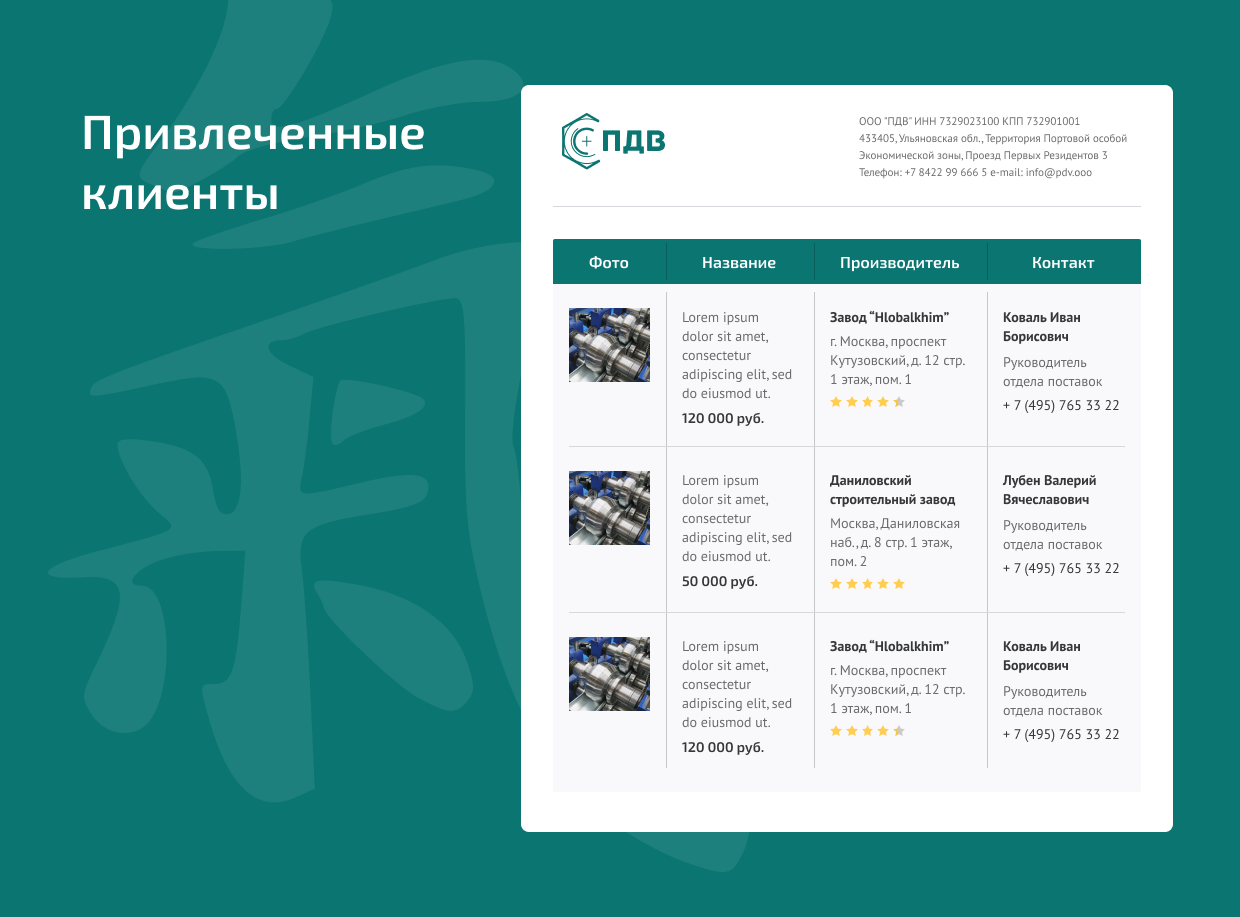 Привлеченные
клиенты
ПДВ
ООО "ПДВ" ИНН 7329023100 КПП 732901001
433405, Ульяновская обл., Территория Портовой особой
Экономической зоны, Проезд Первых Резидентов 3
Телефон: +7 8422 99 666 5 e-mail: info@pdv.ooo
Фото Название Производитель Контакт
Lorem ipsum
dolor sit amet,
consectetur
adipiscing elit, sed
do eiusmod ut.
120 000 руб.
Завод “Hlobalkhim”
г. Москва, проспект
Кутузовский, д. 12 стр.
1 этаж, пом. 1
Коваль Иван
Борисович
Руководитель
отдела поставок
+ 7 (495) 765 33 22
Lorem ipsum
dolor sit amet,
consectetur
adipiscing elit, sed
do eiusmod ut.
50 000 руб.
Даниловский
строительный завод
Москва, Даниловская
наб., д. 8 стр. 1 этаж,
пом. 2
Лубен Валерий
Вячеславович
Руководитель
отдела поставок
+ 7 (495) 765 33 22
Lorem ipsum
dolor sit amet,
consectetur
adipiscing elit, sed
do eiusmod ut.
120 000 руб.
Завод “Hlobalkhim”
г. Москва, проспект
Кутузовский, д. 12 стр.
1 этаж, пом. 1
Коваль Иван
Борисович
Руководитель
отдела поставок
+ 7 (495) 765 33 22